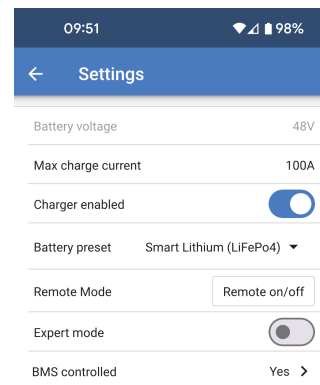 09:51 98%
Settings
Battery voltage 48V
Max charge current 100A
Charger enabled
Battery preset Smart Lithium (LiFePo4)
Remote Mode Remote on/off
Expert mode
BMS controlled Yes